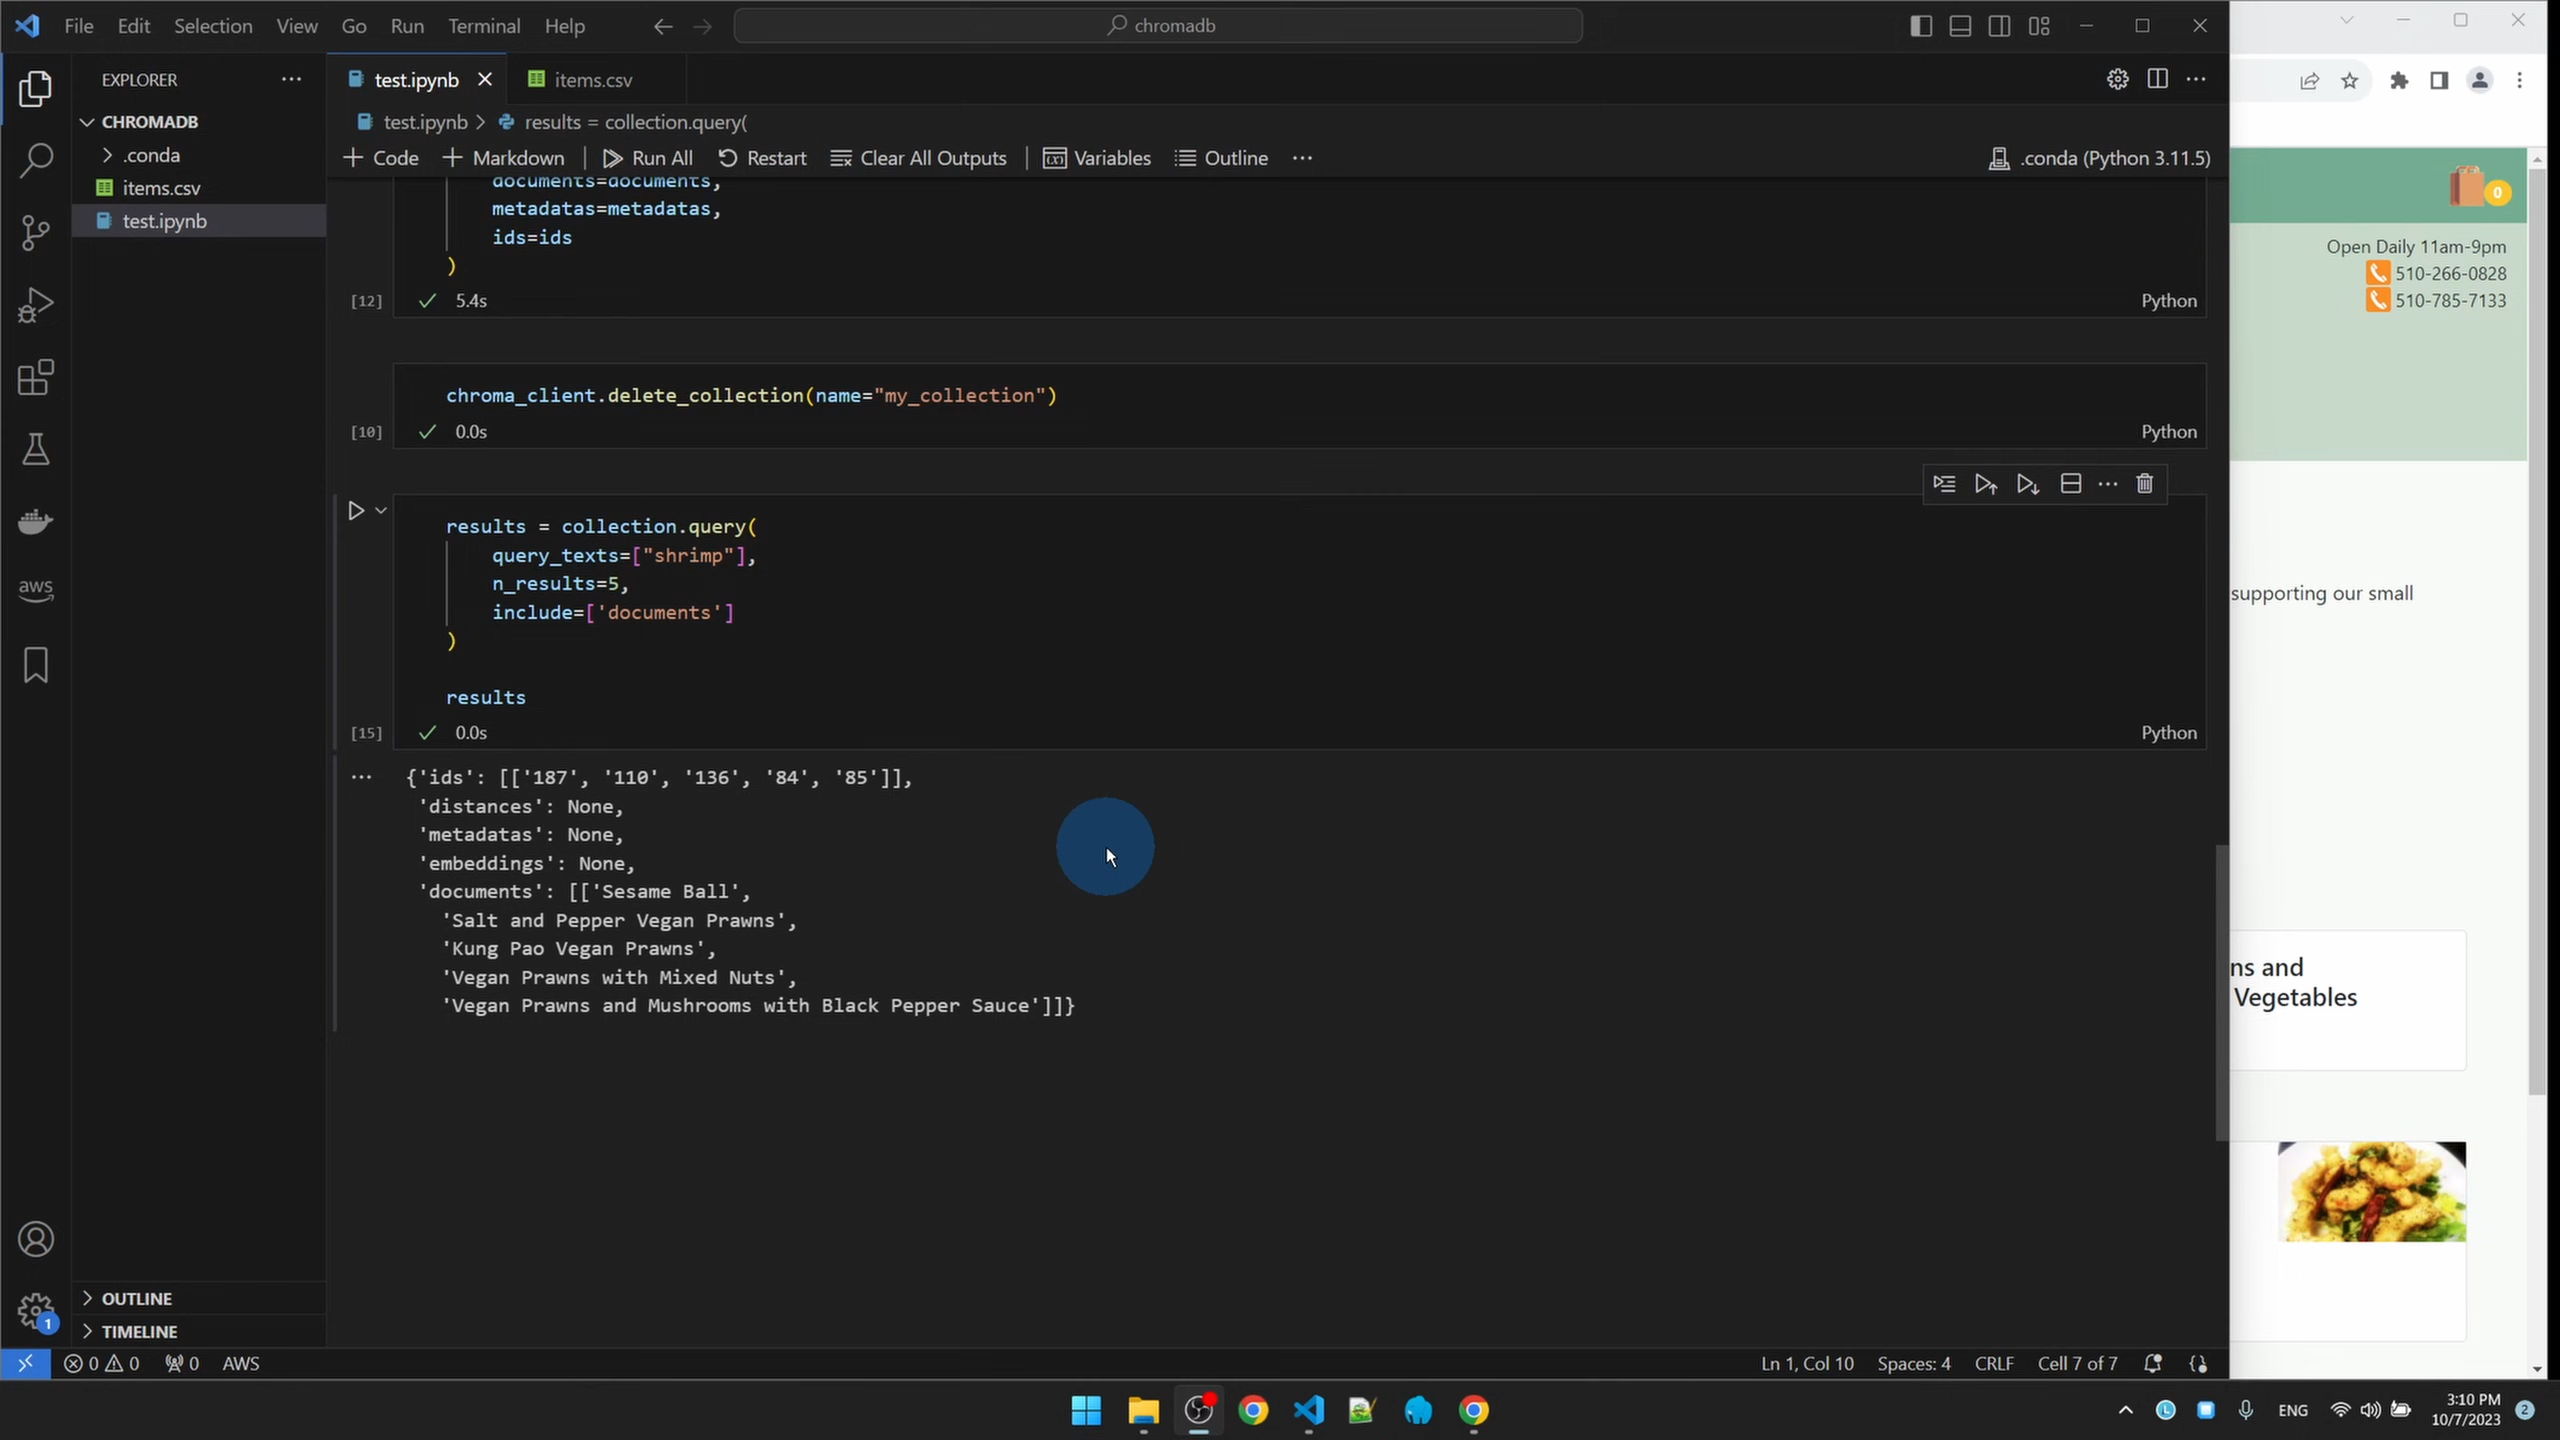 File Edit Selection View Go Run Terminal Help
chromadb
EXPLORER
CHROMADB
.conda
items.csv
test.ipynb
test.ipynb
items.csv
test.ipynb > results = collection.query(
Code Markdown Run All Restart Clear All Outputs Variables Outline
.conda (Python 3.11.5)
documents=documents,
metadatas=metadatas,
ids=ids
)
[12] 5.4s Python
chroma_client.delete_collection(name="my_collection")
[10] 0.0s Python
results = collection.query(
query_texts=["shrimp"],
n_results=5,
include=['documents']
)
results
[15] 0.0s Python
{'ids': [['187', '110', '136', '84', '85']],
'distances': None,
'metadatas': None,
'embeddings': None,
'documents': [['Sesame Ball',
'Salt and Pepper Vegan Prawns',
'Kung Pao Vegan Prawns',
'Vegan Prawns with Mixed Nuts',
'Vegan Prawns and Mushrooms with Black Pepper Sauce']]}
aws
OUTLINE
TIMELINE
1
0 0 0 AWS
Ln 1, Col 10 Spaces: 4 CRLF Cell 7 of 7
0
Open Daily 11am-9pm
510-266-0828
510-785-7133
supporting our small
ns and
Vegetables
ENG
3:10 PM
10/7/2023
2